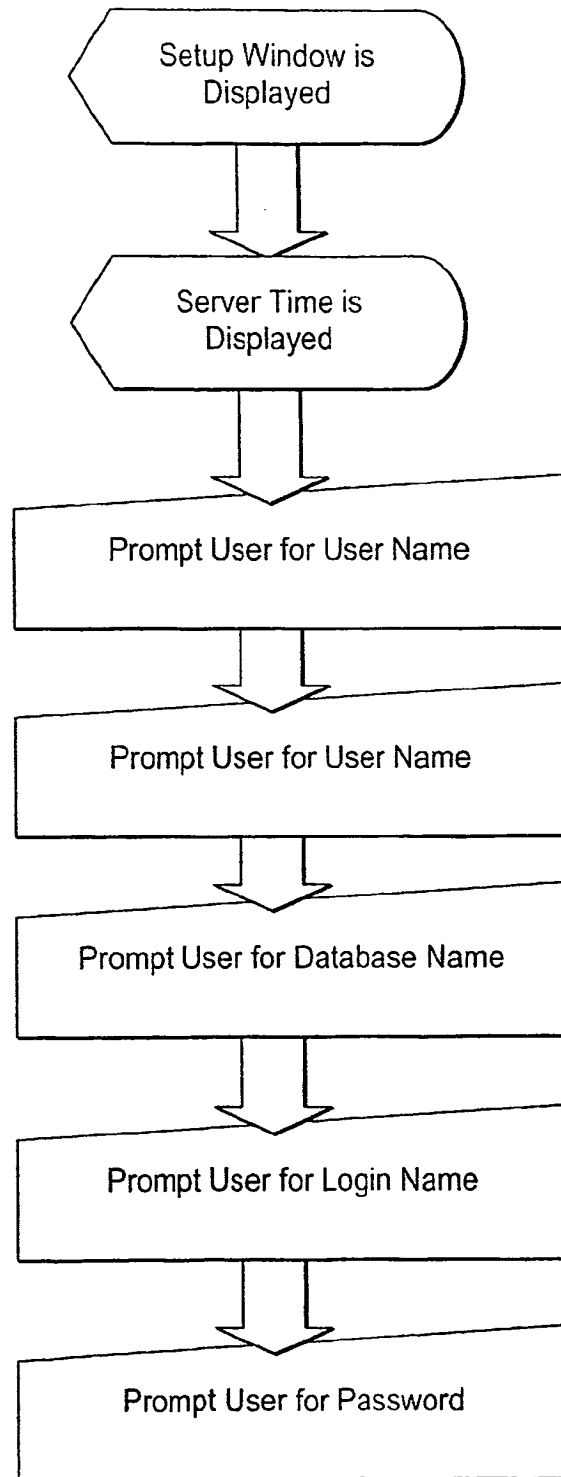 Setup Window is
Displayed
Server Time is
Displayed
Prompt User for User Name
Prompt User for User Name
Prompt User for Database Name
Prompt User for Login Name
Prompt User for Password